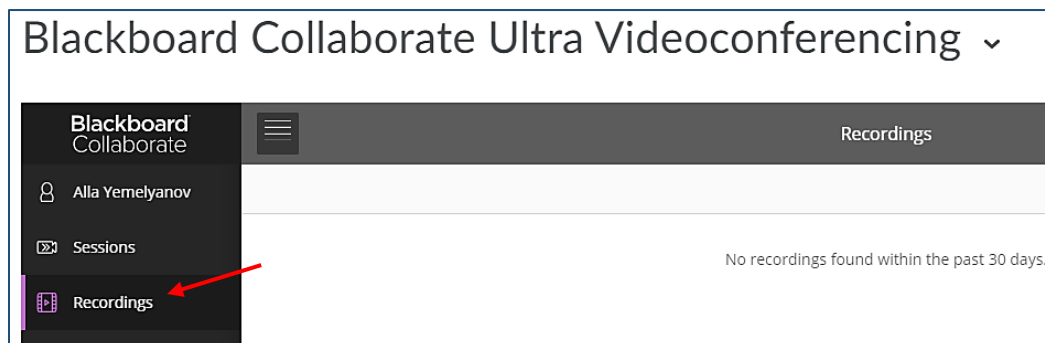 Blackboard Collaborate Ultra Videoconferencing
Blackboard
Collaborate
Recordings
Alla Yemelyanov
Sessions
No recordings found within the past 30 days.
Recordings